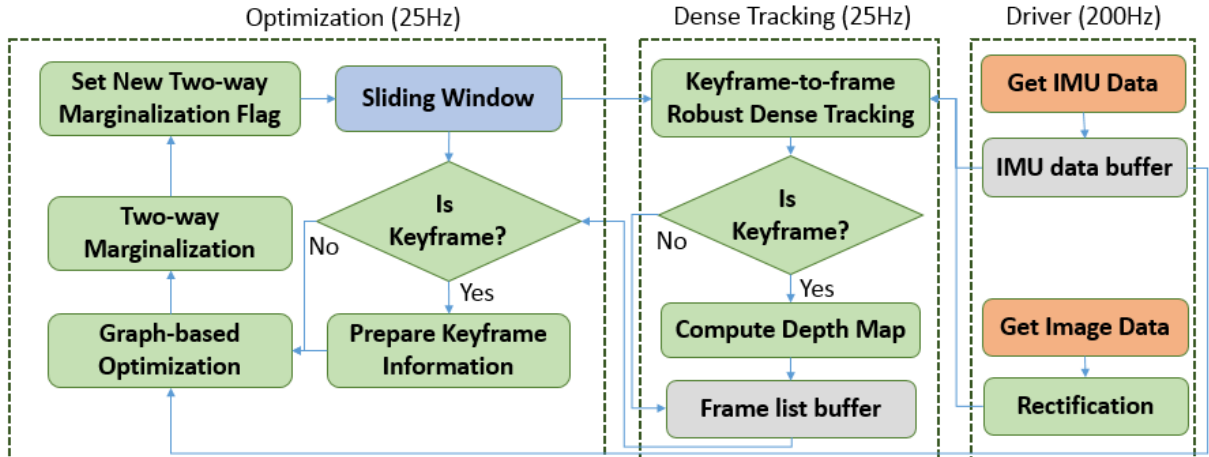 Optimization (25Hz)
Dense Tracking (25Hz)
Driver (200Hz)
Set New Two-way
Marginalization Flag
Sliding Window
Keyframe-to-frame
Robust Dense Tracking
Get IMU Data
IMU data buffer
Two-way
Marginalization
Is
Keyframe?
No
Yes
Is
Keyframe?
No
Yes
Graph-based
Optimization
Prepare Keyframe
Information
Compute Depth Map
Frame list buffer
Get Image Data
Rectification